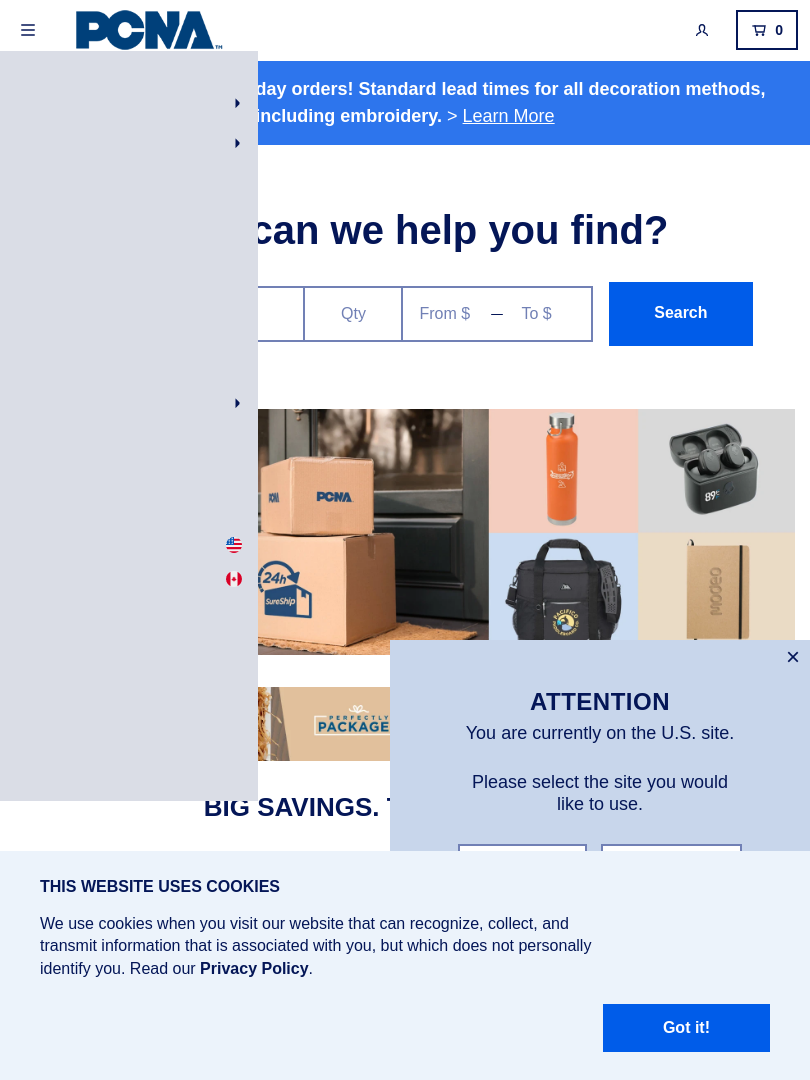 PCNA™
0
day orders! Standard lead times for all decoration methods,
including embroidery. > Learn More
can we help you find?
Qty
From $ — To $
Search
PCNA
PCNA
24h
SureShip
89%
PACIFICO
modeo
PERFECTLY
PACKAGE
ATTENTION
You are currently on the U.S. site.
Please select the site you would
like to use.
BIG SAVINGS.
THIS WEBSITE USES COOKIES
We use cookies when you visit our website that can recognize, collect, and
transmit information that is associated with you, but which does not personally
identify you. Read our Privacy Policy.
Got it!